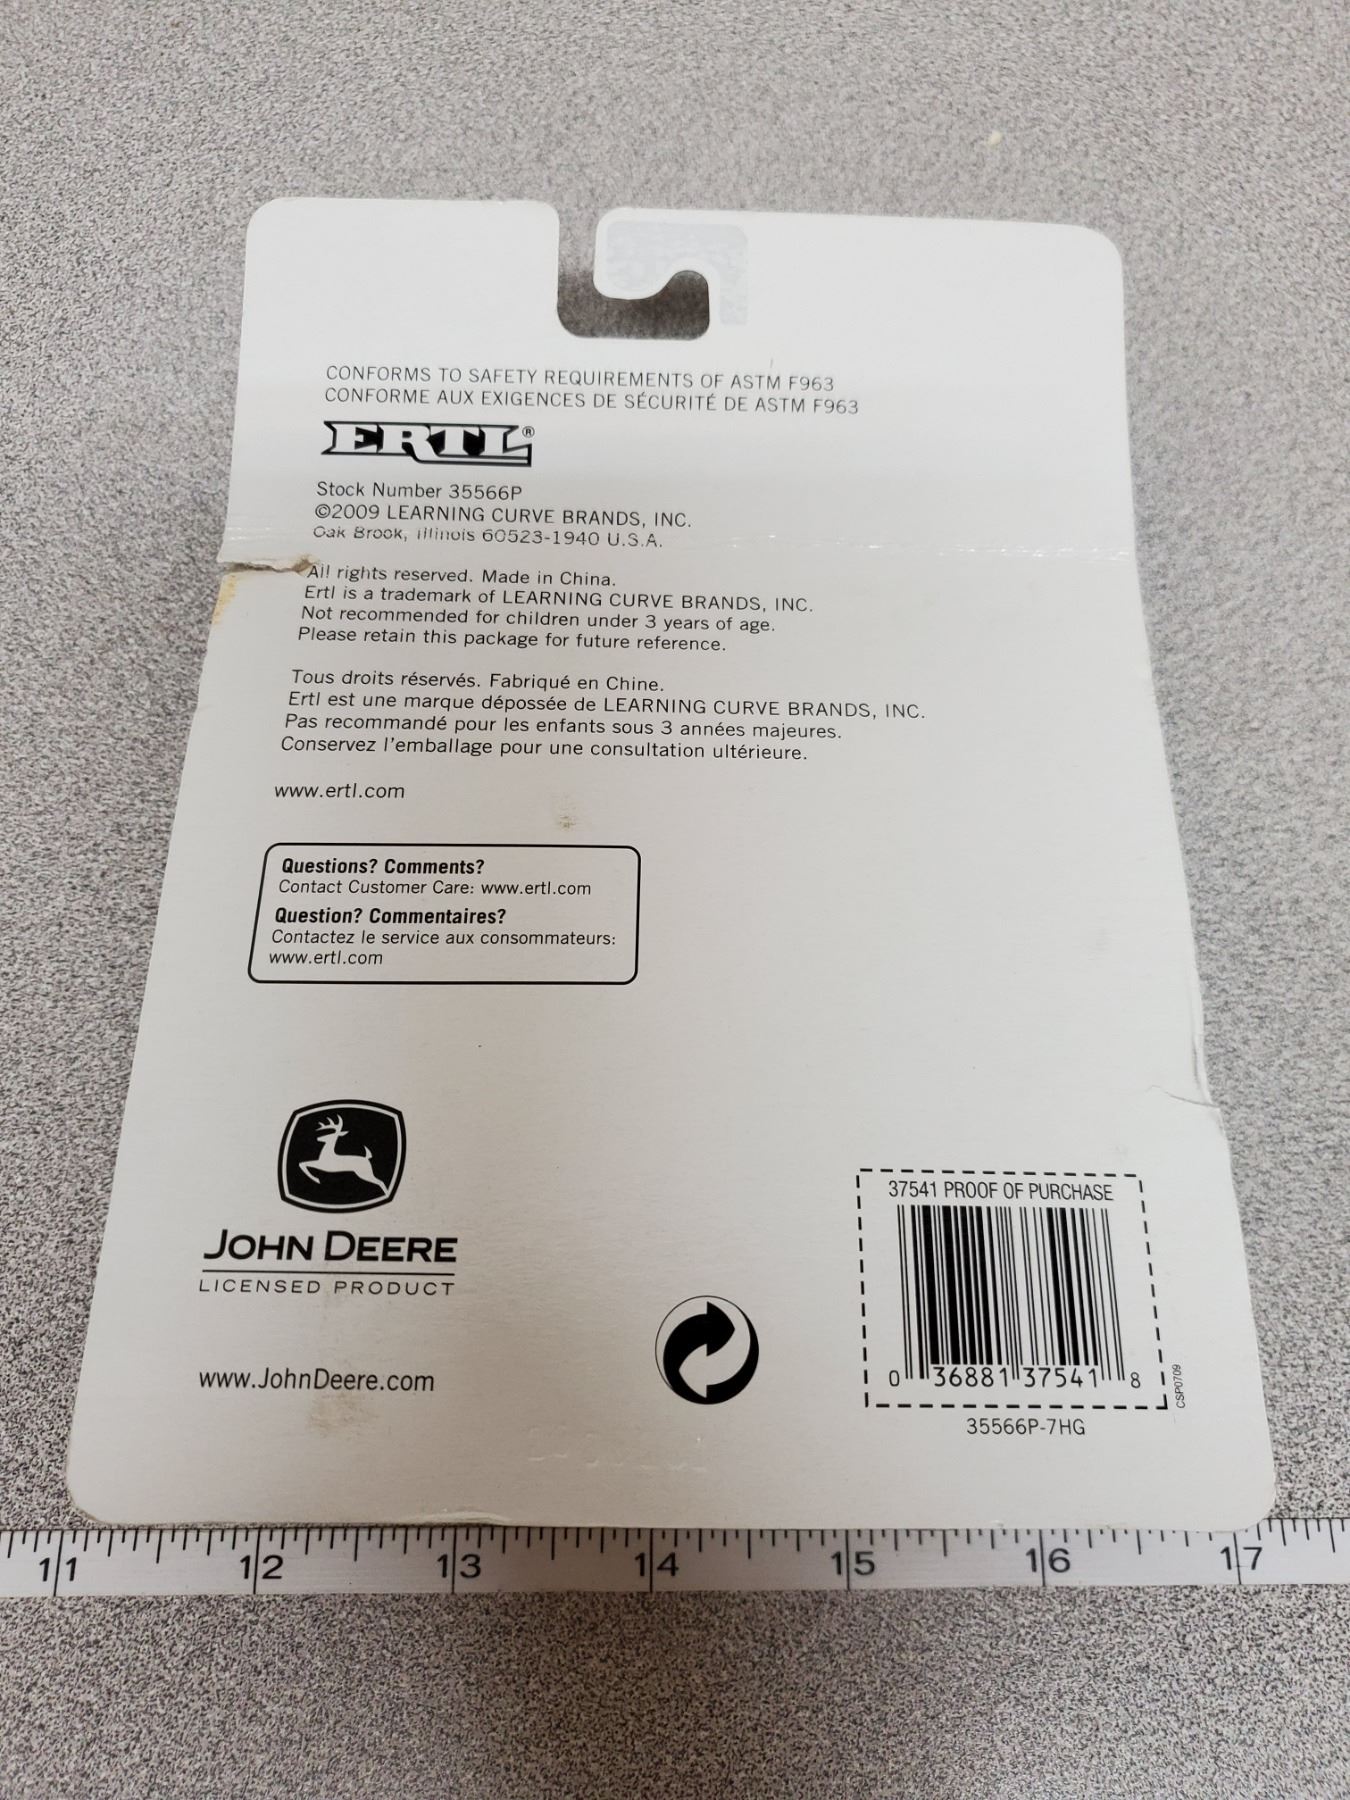 CONFORMS TO SAFETY REQUIREMENTS OF ASTM F963
CONFORME AUX EXIGENCES DE SÉCURITÉ DE ASTM F963
ERTL®
Stock Number 35566P
©2009 LEARNING CURVE BRANDS, INC.
Oak Brook, Illinois 60523-1940 U.S.A.
All rights reserved. Made in China.
Ertl is a trademark of LEARNING CURVE BRANDS, INC.
Not recommended for children under 3 years of age.
Please retain this package for future reference.
Tous droits réservés. Fabriqué en Chine.
Ertl est une marque dépossée de LEARNING CURVE BRANDS, INC.
Pas recommandé pour les enfants sous 3 années majeures.
Conservez l'emballage pour une consultation ultérieure.
www.ertl.com
Questions? Comments?
Contact Customer Care: www.ertl.com
Question? Commentaires?
Contactez le service aux consommateurs:
www.ertl.com
JOHN DEERE
LICENSED PRODUCT
www.JohnDeere.com
37541 PROOF OF PURCHASE
0 36881 37541 8
CSP0709
35566P-7HG
11 12 13 14 15 16 17